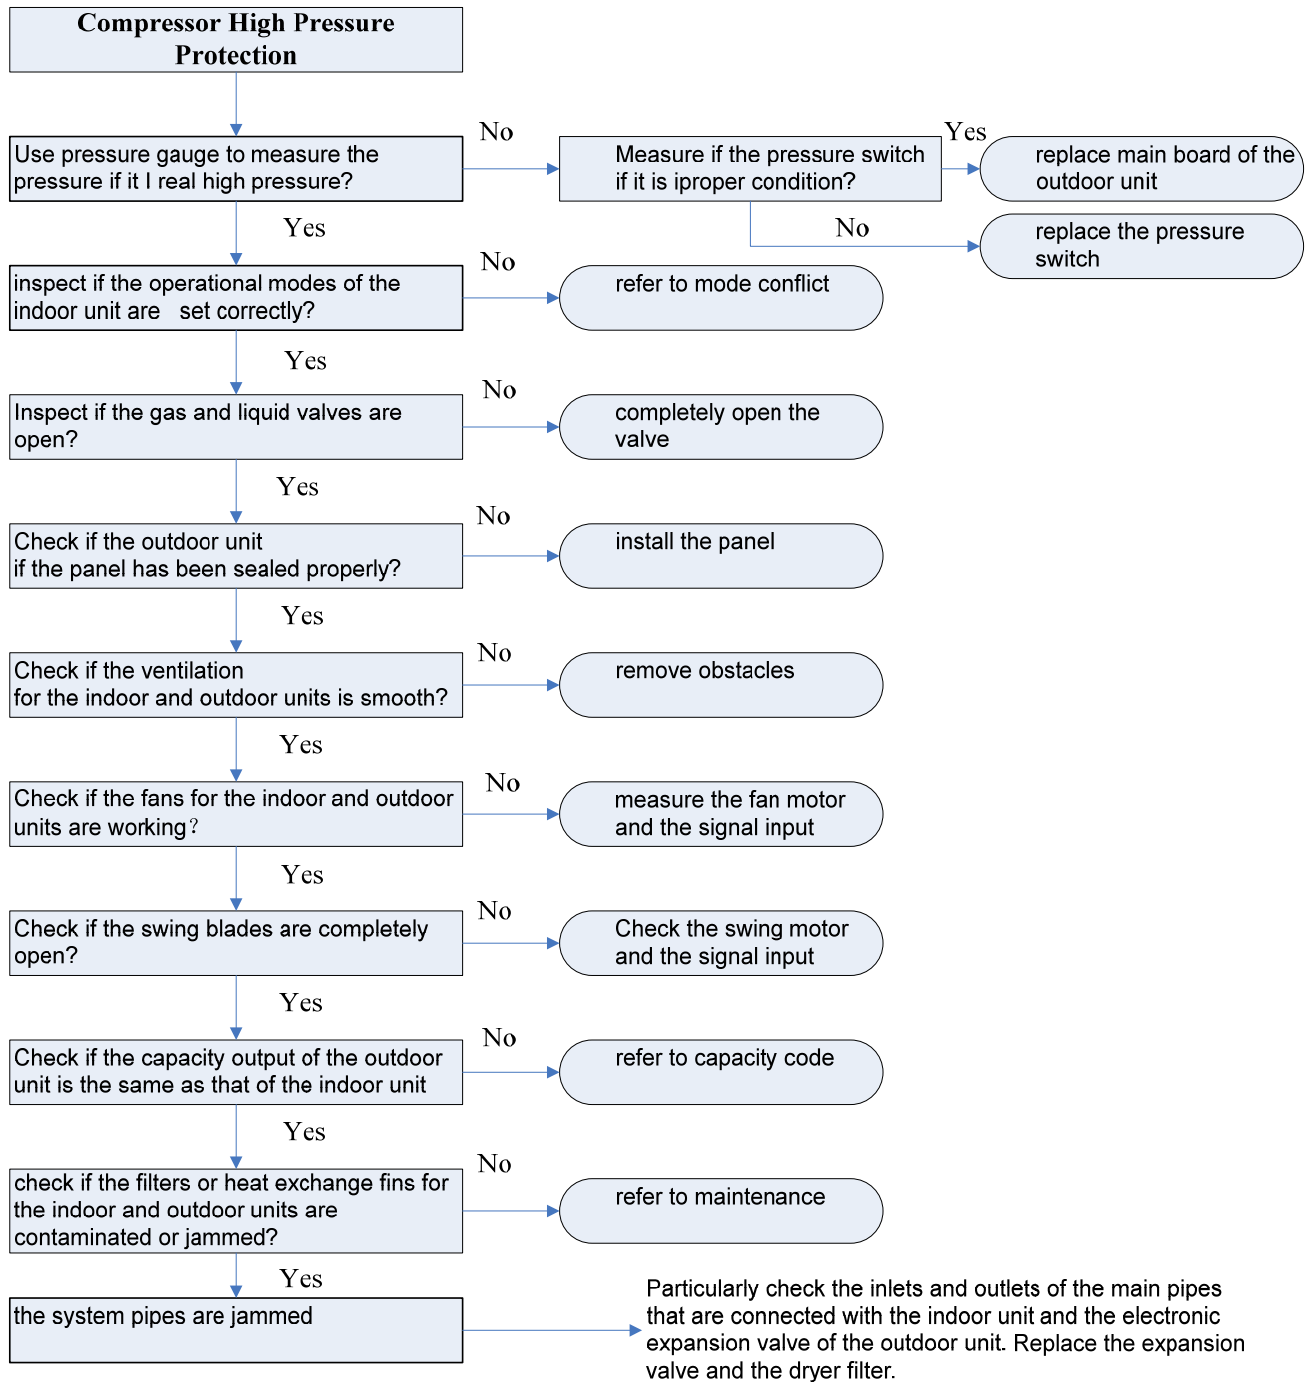 Compressor High Pressure
Protection
No
Yes
Use pressure gauge to measure the
pressure if it I real high pressure?
Measure if the pressure switch
if it is iproper condition?
replace main board of the
outdoor unit
Yes
No
replace the pressure
switch
No
inspect if the operational modes of the
indoor unit are set correctly?
refer to mode conflict
Yes
No
Inspect if the gas and liquid valves are
open?
completely open the
valve
Yes
No
Check if the outdoor unit
if the panel has been sealed properly?
install the panel
Yes
No
Check if the ventilation
for the indoor and outdoor units is smooth?
remove obstacles
Yes
No
Check if the fans for the indoor and outdoor
units are working?
measure the fan motor
and the signal input
Yes
No
Check if the swing blades are completely
open?
Check the swing motor
and the signal input
Yes
No
Check if the capacity output of the outdoor
unit is the same as that of the indoor unit
refer to capacity code
Yes
No
check if the filters or heat exchange fins for
the indoor and outdoor units are
contaminated or jammed?
refer to maintenance
Yes
the system pipes are jammed
Particularly check the inlets and outlets of the main pipes
that are connected with the indoor unit and the electronic
expansion valve of the outdoor unit. Replace the expansion
valve and the dryer filter.